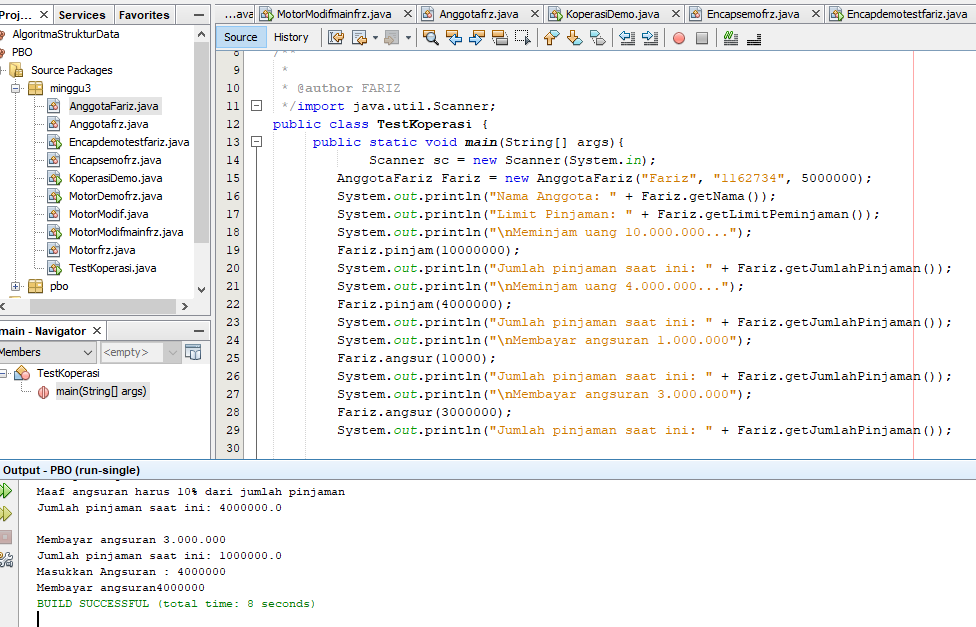 Proj...
Services
Favorites
AlgoritmaStrukturData
PBO
Source Packages
minggu3
AnggotaFariz.java
Anggotafrz.java
Encapdemotestfariz.java
Encapsemofrz.java
KoperasiDemo.java
MotorDemofrz.java
MotorModif.java
MotorModifmainfrz.java
Motorfrz.java
TestKoperasi.java
pbo
main - Navigator
Members
<empty>
TestKoperasi
main(String[] args)
...ava
MotorModifmainfrz.java
Anggotafrz.java
KoperasiDemo.java
Encapsemofrz.java
Encapdemotestfariz.java
Source
History
8 /**
9 *
10 * @author FARIZ
11 */import java.util.Scanner;
12 public class TestKoperasi {
13 public static void main(String[] args){
14 Scanner sc = new Scanner(System.in);
15 AnggotaFariz Fariz = new AnggotaFariz("Fariz", "1162734", 5000000);
16 System.out.println("Nama Anggota: " + Fariz.getNama());
17 System.out.println("Limit Pinjaman: " + Fariz.getLimitPeminjaman());
18 System.out.println("\nMeminjam uang 10.000.000...");
19 Fariz.pinjam(10000000);
20 System.out.println("Jumlah pinjaman saat ini: " + Fariz.getJumlahPinjaman());
21 System.out.println("\nMeminjam uang 4.000.000...");
22 Fariz.pinjam(4000000);
23 System.out.println("Jumlah pinjaman saat ini: " + Fariz.getJumlahPinjaman());
24 System.out.println("\nMembayar angsuran 1.000.000");
25 Fariz.angsur(10000);
26 System.out.println("Jumlah pinjaman saat ini: " + Fariz.getJumlahPinjaman());
27 System.out.println("\nMembayar angsuran 3.000.000");
28 Fariz.angsur(3000000);
29 System.out.println("Jumlah pinjaman saat ini: " + Fariz.getJumlahPinjaman());
30
Output - PBO (run-single)
Maaf angsuran harus 10% dari jumlah pinjaman
Jumlah pinjaman saat ini: 4000000.0
Membayar angsuran 3.000.000
Jumlah pinjaman saat ini: 1000000.0
Masukkan Angsuran : 4000000
Membayar angsuran4000000
BUILD SUCCESSFUL (total time: 8 seconds)